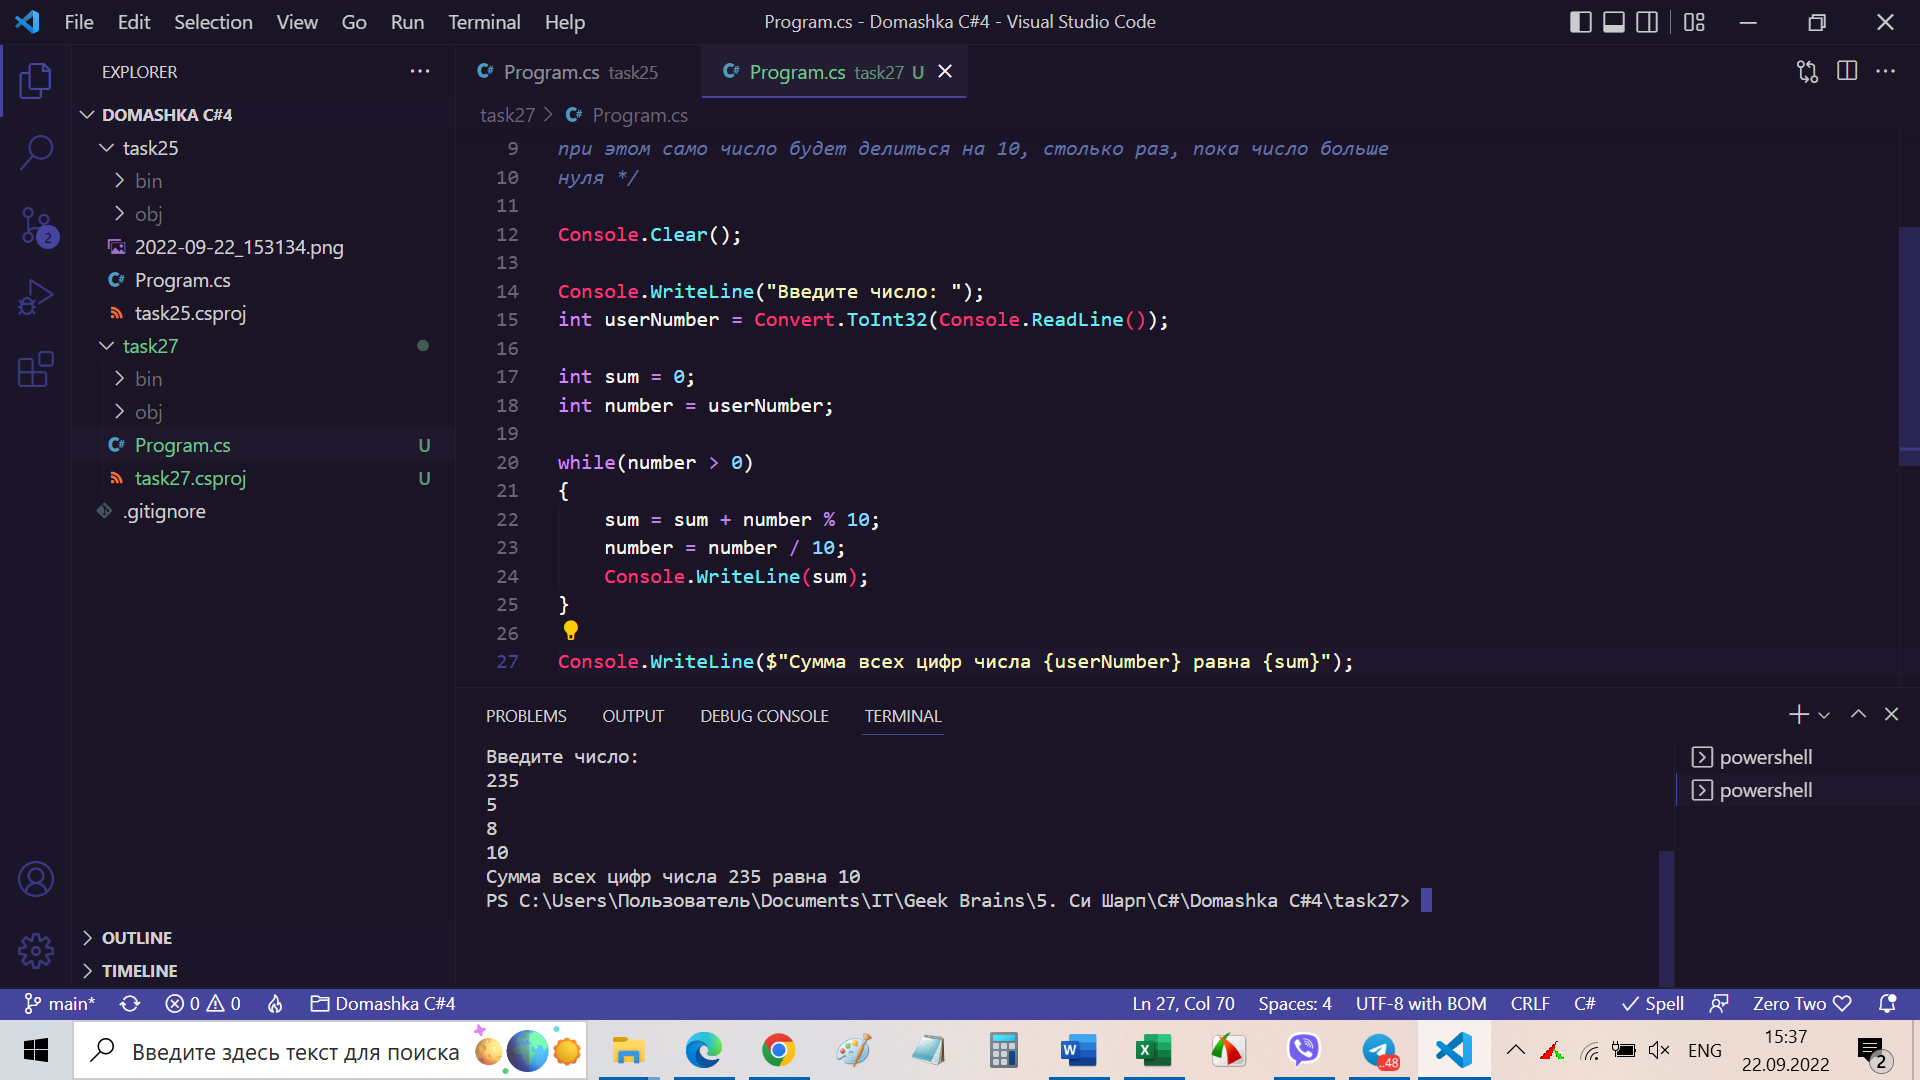 File Edit Selection View Go Run Terminal Help
Program.cs - Domashka C#4 - Visual Studio Code
EXPLORER
DOMASHKA C#4
task25
bin
obj
2022-09-22_153134.png
Program.cs
task25.csproj
task27
bin
obj
Program.cs U
task27.csproj U
.gitignore
OUTLINE
TIMELINE
2
Program.cs task25
Program.cs task27 U
task27 > Program.cs
9 при этом само число будет делиться на 10, столько раз, пока число больше
10 нуля */
11
12 Console.Clear();
13
14 Console.WriteLine("Введите число: ");
15 int userNumber = Convert.ToInt32(Console.ReadLine());
16
17 int sum = 0;
18 int number = userNumber;
19
20 while(number > 0)
21 {
22 sum = sum + number % 10;
23 number = number / 10;
24 Console.WriteLine(sum);
25 }
26
27 Console.WriteLine($"Сумма всех цифр числа {userNumber} равна {sum}");
PROBLEMS OUTPUT DEBUG CONSOLE TERMINAL
Введите число:
235
5
8
10
Сумма всех цифр числа 235 равна 10
PS C:\Users\Пользователь\Documents\IT\Geek Brains\5. Си Шарп\C#\Domashka C#4\task27>
powershell
powershell
main* 0 0 Domashka C#4 Ln 27, Col 70 Spaces: 4 UTF-8 with BOM CRLF C# Spell Zero Two
Введите здесь текст для поиска
..48
ENG
15:37
22.09.2022
2